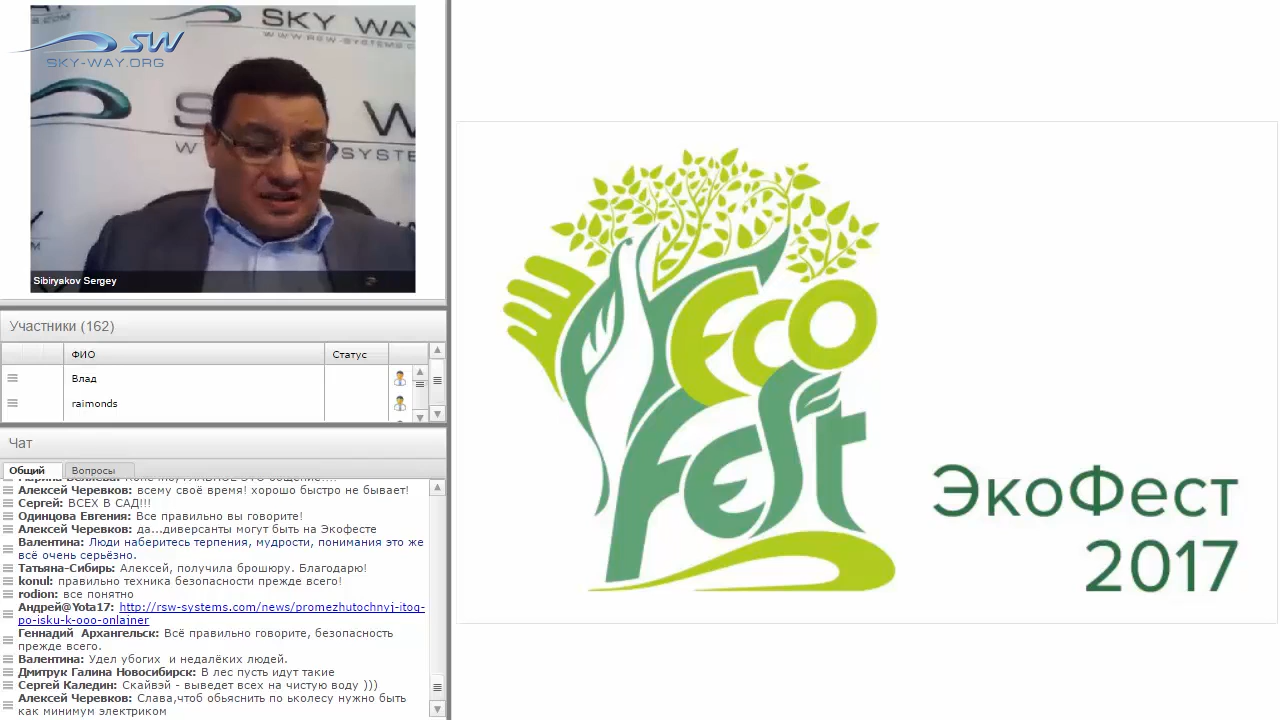 SKY WAY
WWW.RSW-SYSTEMS.C
SW
SKY-WAY.ORG
W
W
SYSTE
Sibiryakov Sergey
Участники (162)
ФИО
Статус
Влад
raimonds
Чат
Общий
Вопросы
Алексей Черевков: всему своё время! хорошо быстро не бывает!
Сергей: ВСЕХ В САД!!!
Одинцова Евгения: Все правильно вы говорите!
Алексей Черевков: да...диверсанты могут быть на Экофесте
Валентина: Люди наберитесь терпения, мудрости, понимания это же
всё очень серьёзно.
Татьяна-Сибирь: Алексей, получила брошюру. Благодарю!
konul: правильно техника безопасности прежде всего!
rodion: все понятно
Андрей@Yota17: http://rsw-systems.com/news/promezhutochnyj-itog-
po-isku-k-ooo-onlajner
Геннадий Архангельск: Всё правильно говорите, безопасность
прежде всего.
Валентина: Удел убогих и недалёких людей.
Дмитрук Галина Новосибирск: В лес пусть идут такие
Сергей Каледин: Скайвэй - выведет всех на чистую воду )))
Алексей Черевков: Слава,чтоб обьяснить по ьколесу нужно быть
как минимум электриком
Eco
Fest
ЭкоФест
2017